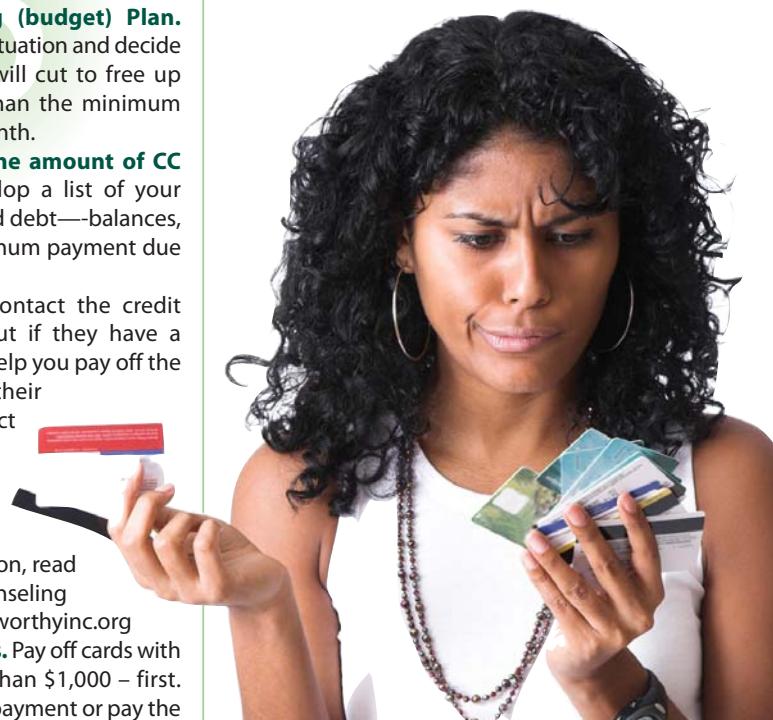 (budget) Plan.
tuation and decide
will cut to free up
han the minimum
nth.
ne amount of CC
lop a list of your
d debt—-balances,
num payment due
ontact the credit
ut if they have a
elp you pay off the
their
ct
on, read
nseling
worthyinc.org
s. Pay off cards with
han $1,000 – first.
payment or pay the